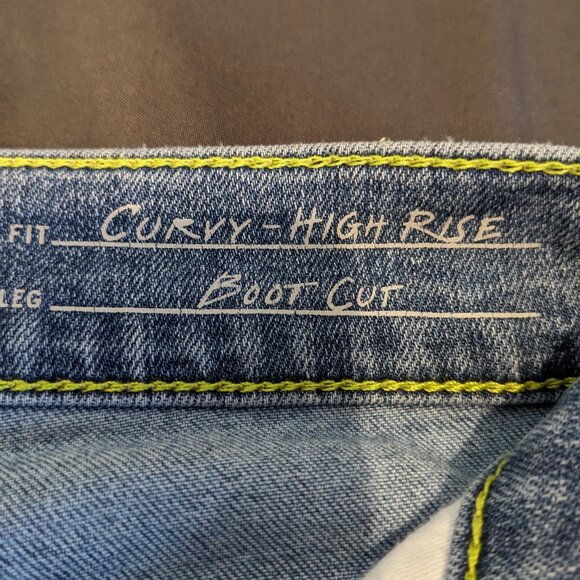 FIT CURVY - HIGH RISE
LEG BOOT CUT